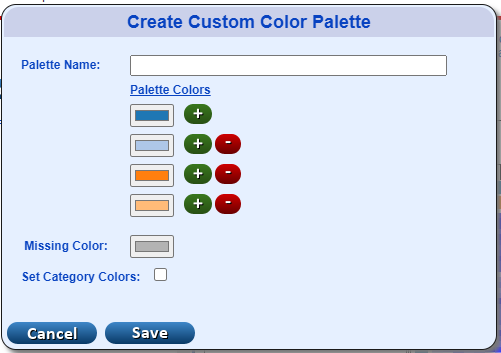 Create Custom Color Palette
Palette Name:
Palette Colors
+
+ -
+ -
+ -
Missing Color:
Set Category Colors:
Cancel Save